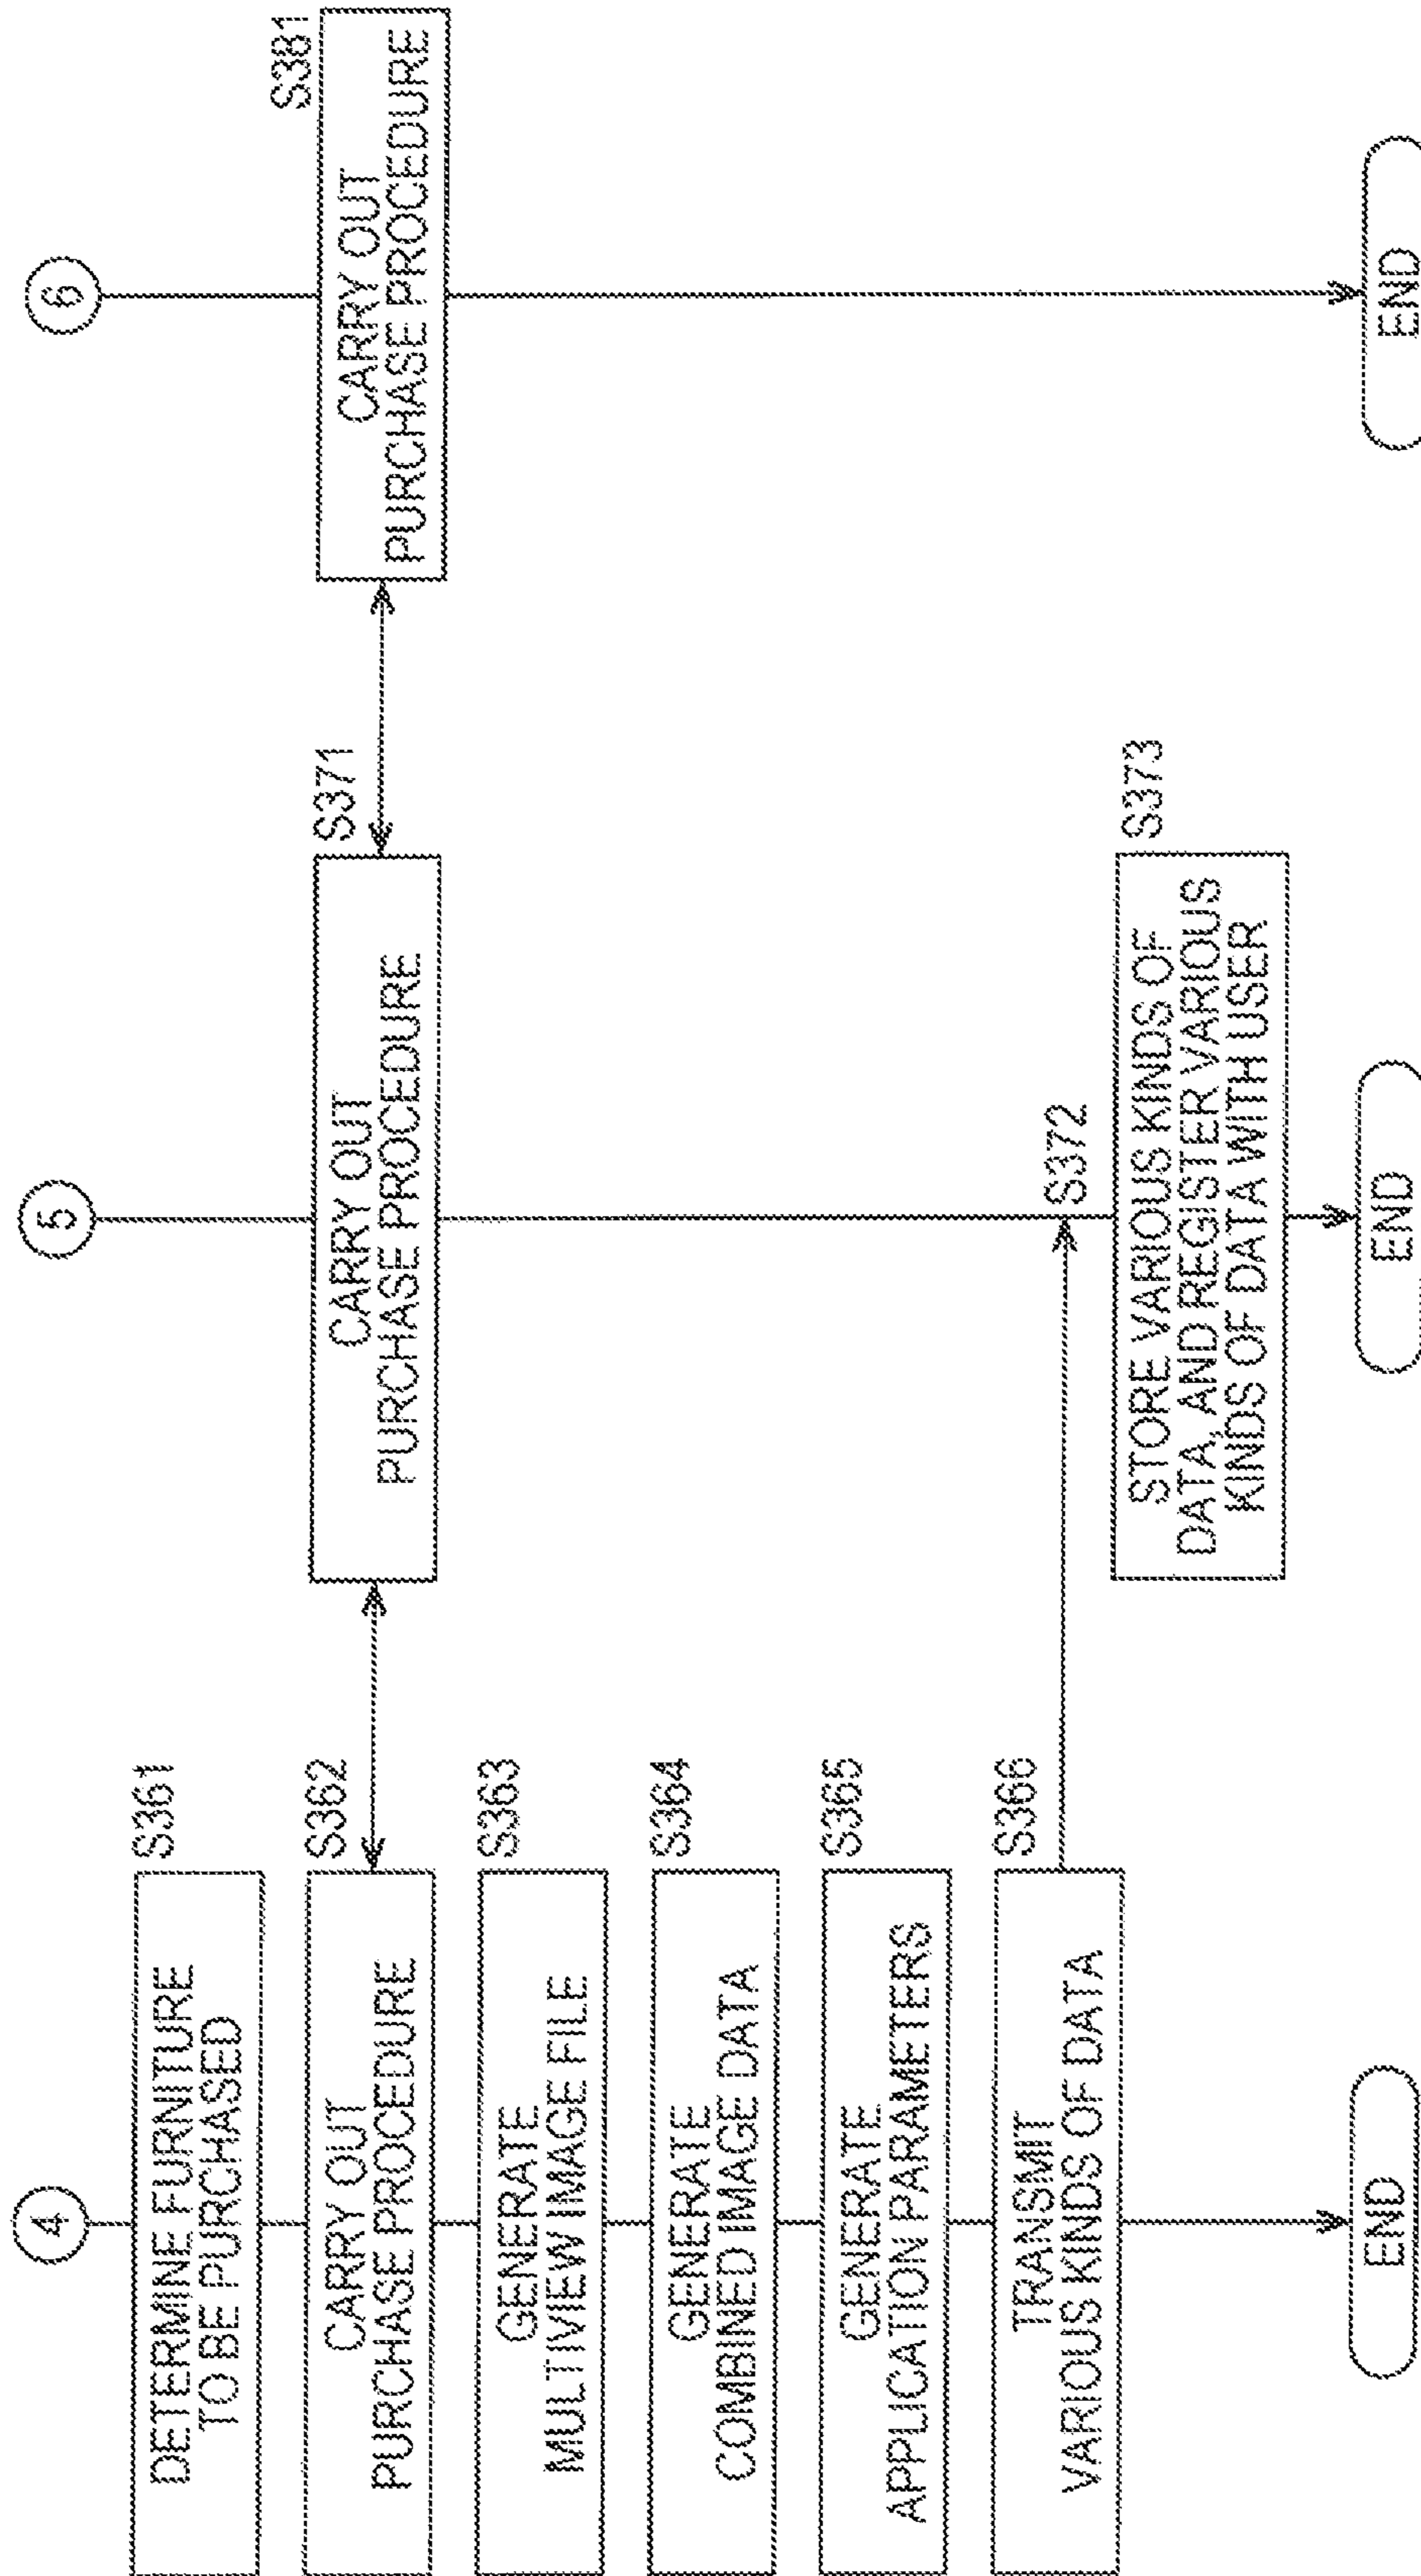 4
S361
DETERMINE FURNITURE
TO BE PURCHASED
S362
CARRY OUT
PURCHASE PROCEDURE
S363
GENERATE
MULTIVIEW IMAGE FILE
S364
GENERATE
COMBINED IMAGE DATA
S365
GENERATE
APPLICATION PARAMETERS
S366
TRANSMIT
VARIOUS KINDS OF DATA
END
5
S371
CARRY OUT
PURCHASE PROCEDURE
S372
S373
STORE VARIOUS KINDS OF
DATA, AND REGISTER VARIOUS
KINDS OF DATA WITH USER
END
6
S381
CARRY OUT
PURCHASE PROCEDURE
END